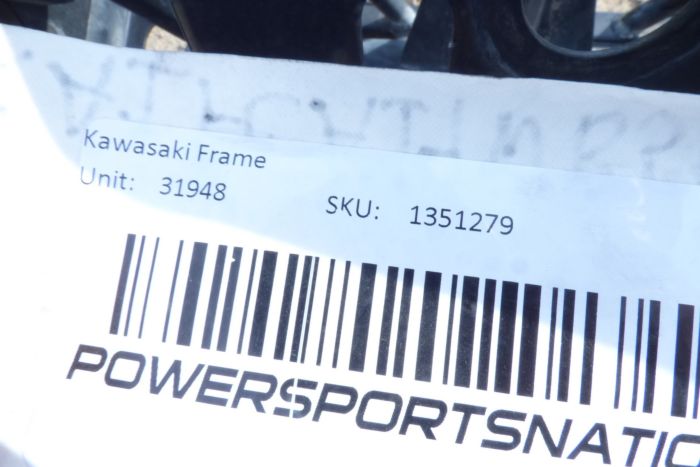 Kawasaki Frame
Unit: 31948
SKU: 1351279
POWERSPORTSNATIO